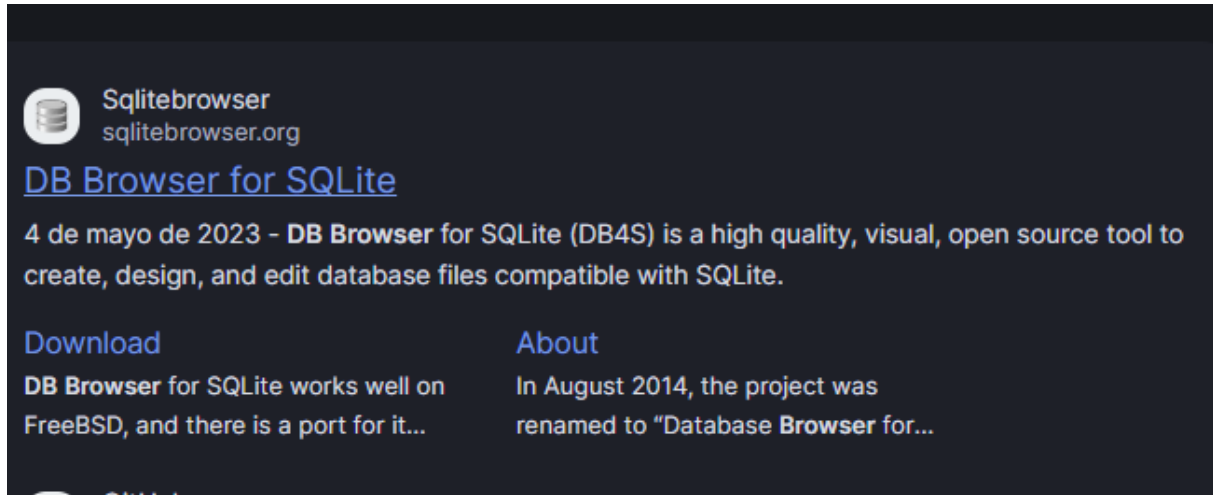 Sqlitebrowser
sqlitebrowser.org
DB Browser for SQLite
4 de mayo de 2023 - DB Browser for SQLite (DB4S) is a high quality, visual, open source tool to
create, design, and edit database files compatible with SQLite.
Download
DB Browser for SQLite works well on
FreeBSD, and there is a port for it...
About
In August 2014, the project was
renamed to “Database Browser for...